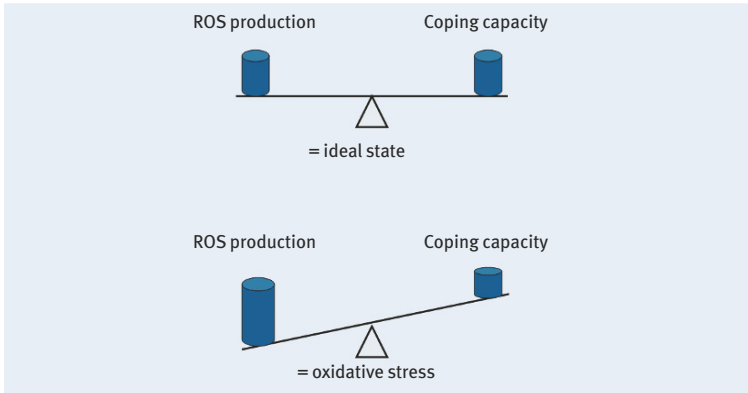 ROS production Coping capacity
= ideal state
ROS production Coping capacity
= oxidative stress